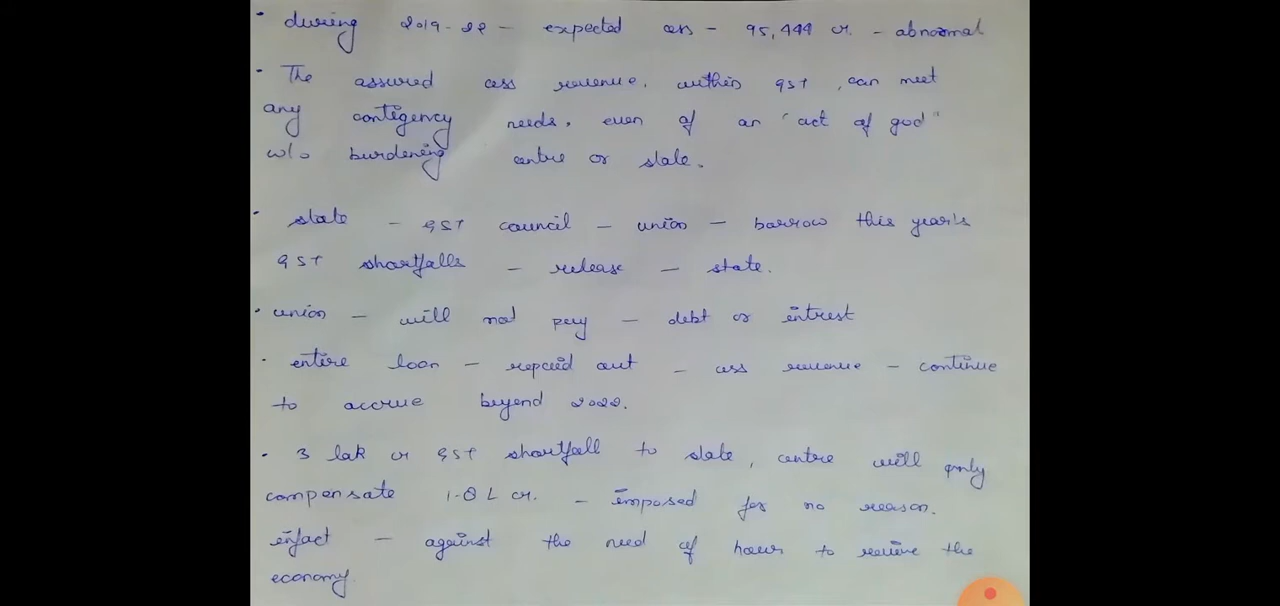 • during 2019-22 – expected cess – 95,444 cr. – abnormal
• The assured cess revenue. within GST, can meet
any contigency needs, even of an "act of god"
w/o burdening centre or state.
• state – GST council – union – borrow this year's
GST shortfalls – release – state.
• union – will not pay – debt or intrest
• entire loan – repaid out – cess revenue – continue
to accrue beyond 2022.
• 3 lak cr GST shortfall to state, centre will only
compensate 1.8 L cr. – imposed for no reason.
infact – against the need of hour to revive the
economy.